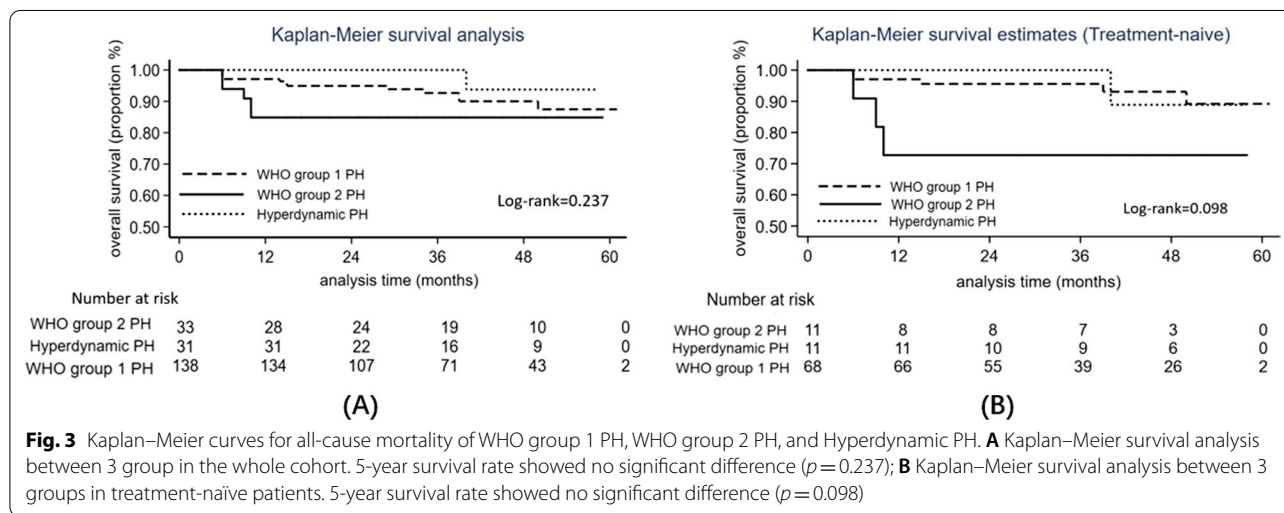 Kaplan-Meier survival analysis
overall survival (proportion %)
1.00
0.90
0.80
0.70
0.60
0.50
WHO group 1 PH
WHO group 2 PH
Hyperdynamic PH
Log-rank=0.237
0 12 24 36 48 60
analysis time (months)
Number at risk
WHO group 2 PH 33 28 24 19 10 0
Hyperdynamic PH 31 31 22 16 9 0
WHO group 1 PH 138 134 107 71 43 2
(A)
Kaplan-Meier survival estimates (Treatment-naive)
overall survival (proportion %)
1.00
0.90
0.80
0.70
0.60
0.50
WHO group 1 PH
WHO group 2 PH
Hyperdynamic PH
Log-rank=0.098
0 12 24 36 48 60
analysis time (months)
Number at risk
WHO group 2 PH 11 8 8 7 3 0
Hyperdynamic PH 11 11 10 9 6 0
WHO group 1 PH 68 66 55 39 26 2
(B)
Fig. 3 Kaplan–Meier curves for all-cause mortality of WHO group 1 PH, WHO group 2 PH, and Hyperdynamic PH. A Kaplan–Meier survival analysis
between 3 group in the whole cohort. 5-year survival rate showed no significant difference (p = 0.237); B Kaplan–Meier survival analysis between 3
groups in treatment-naïve patients. 5-year survival rate showed no significant difference (p = 0.098)